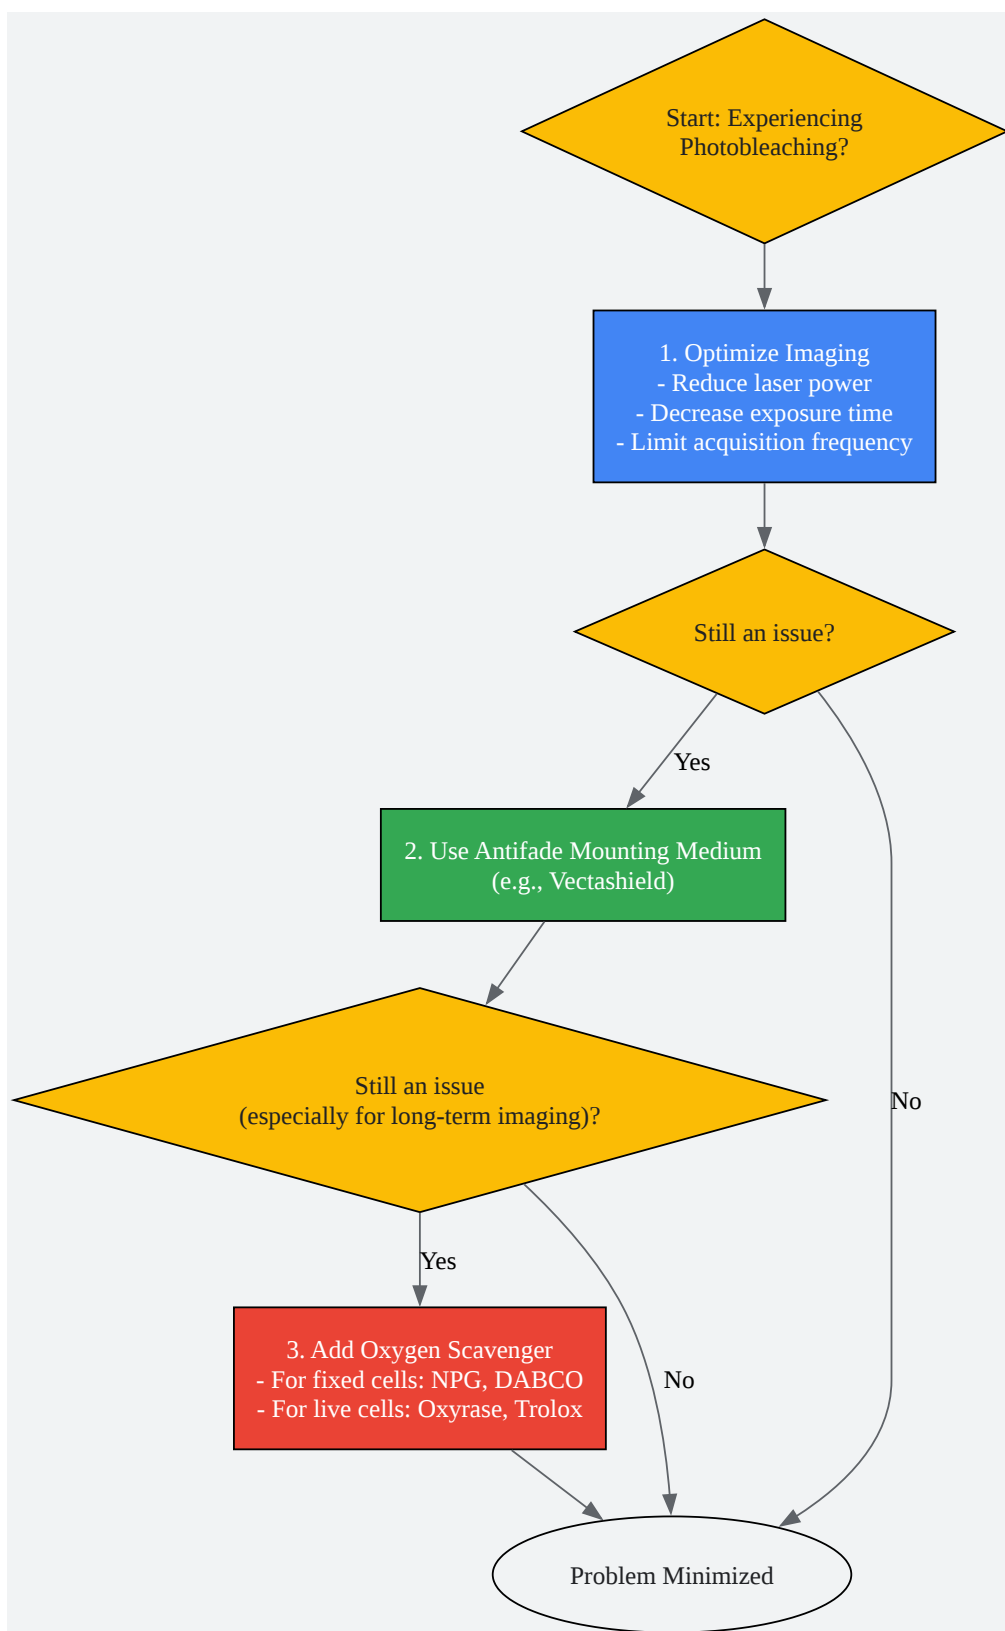 Start: Experiencing
Photobleaching?
1. Optimize Imaging
- Reduce laser power
- Decrease exposure time
- Limit acquisition frequency
Still an issue?
Yes
2. Use Antifade Mounting Medium
(e.g., Vectashield)
Still an issue
(especially for long-term imaging)?
No
Yes
3. Add Oxygen Scavenger
- For fixed cells: NPG, DABCO
- For live cells: Oxyrase, Trolox
No
Problem Minimized